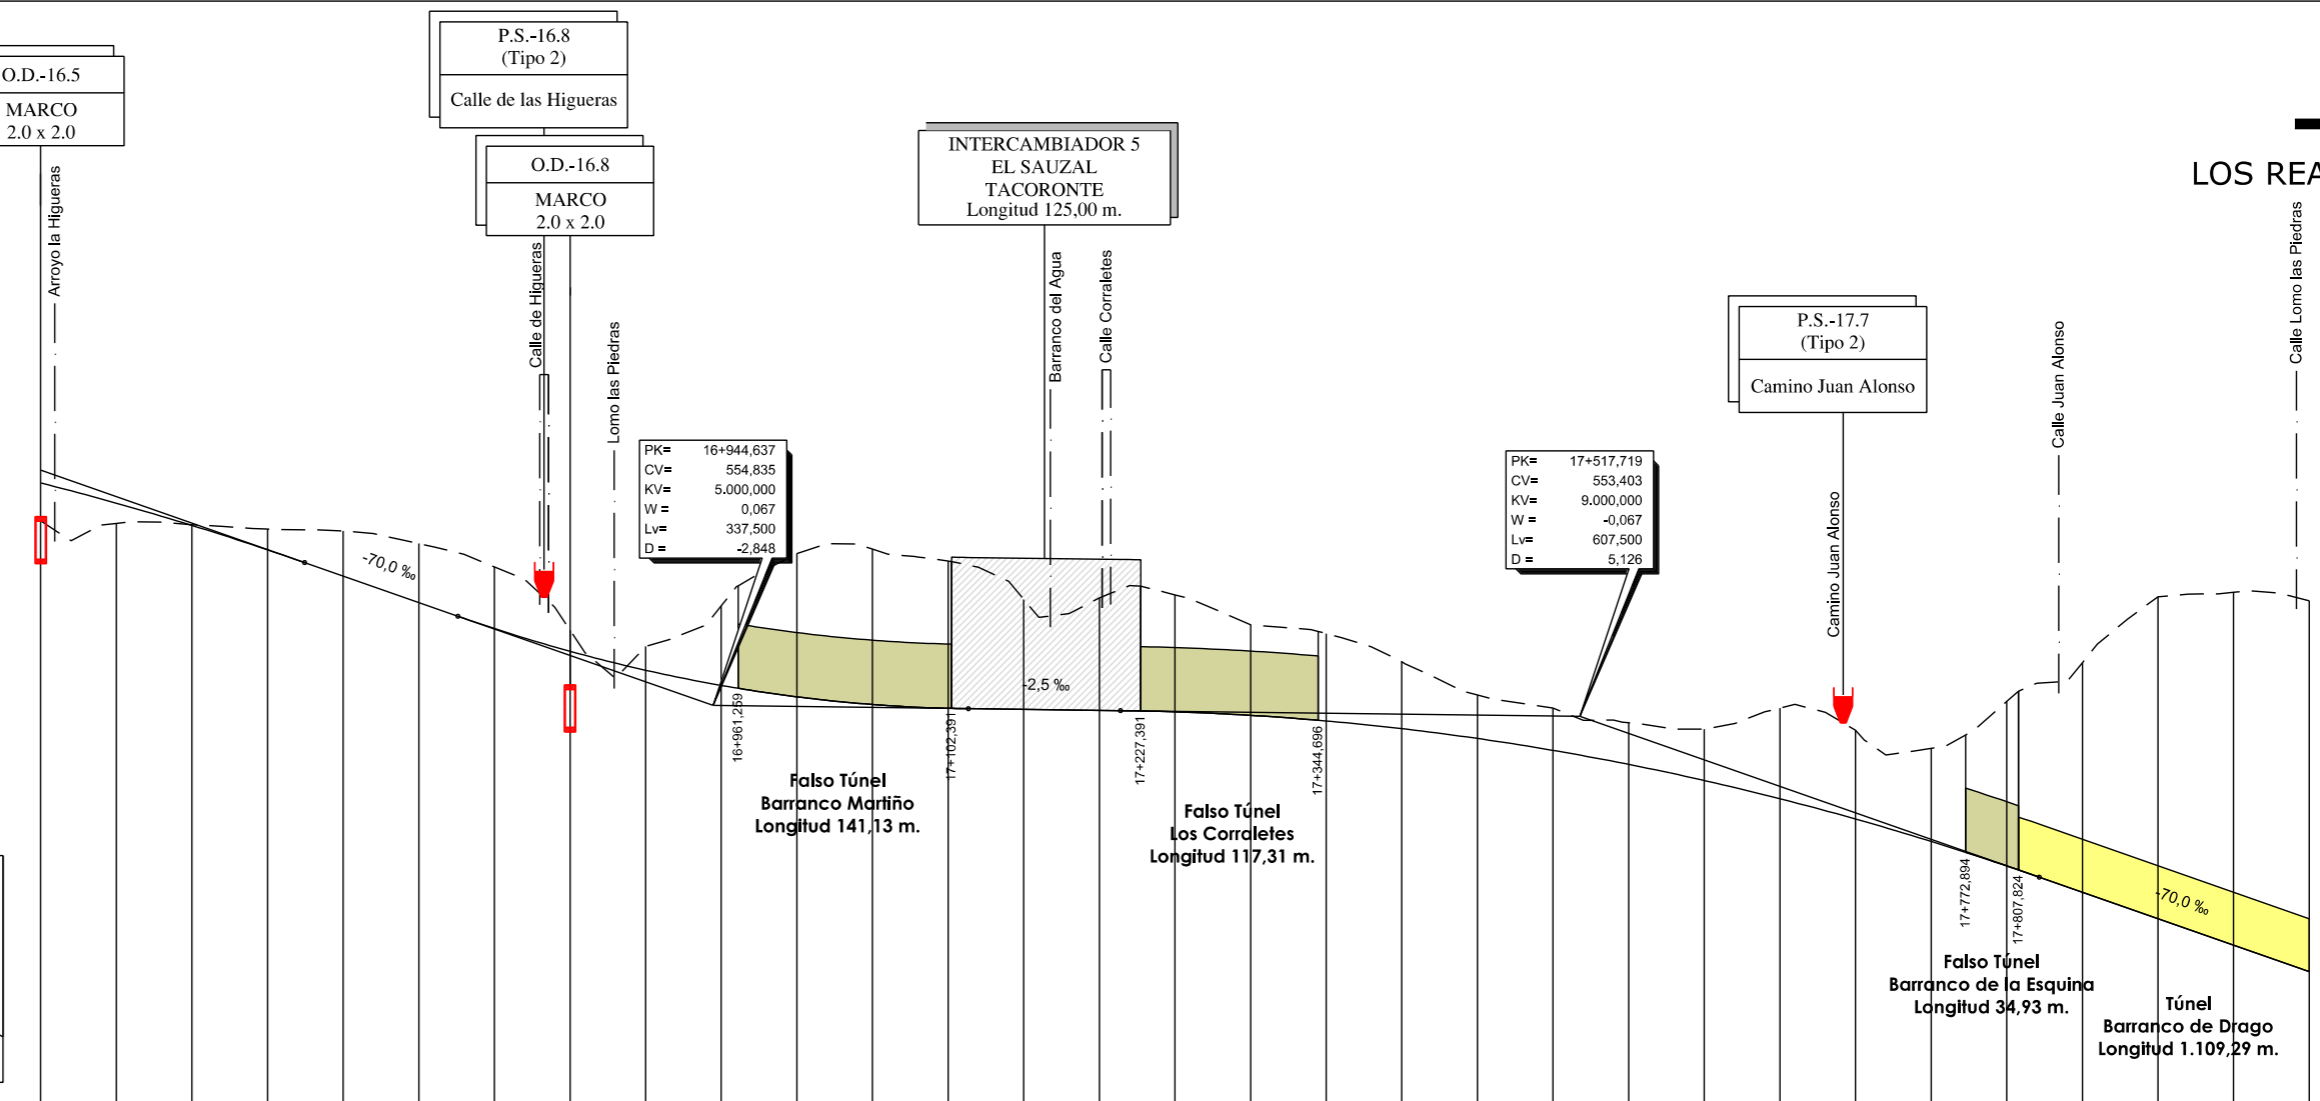 O.D.-16.5
MARCO
2.0 x 2.0
Arroyo la Higueras
P.S.-16.8
(Tipo 2)
Calle de las Higueras
O.D.-16.8
MARCO
2.0 x 2.0
Calle de Higueras
Lomo las Piedras
INTERCAMBIADOR 5
EL SAUZAL
TACORONTE
Longitud 125,00 m.
Barranco del Agua
Calle Corraletes
P.S.-17.7
(Tipo 2)
Camino Juan Alonso
Camino Juan Alonso
Calle Juan Alonso
LOS REA
Calle Lomo las Piedras
PK= 16+944,637
CV= 554,835
KV= 5.000,000
W = 0,067
Lv= 337,500
D = -2,848
PK= 17+517,719
CV= 553,403
KV= 9.000,000
W = -0,067
Lv= 607,500
D = 5,126
-70,0 ‰
-2,5 ‰
-70,0 ‰
16+961,259
17+102,391
17+227,391
17+344,696
17+772,894
17+807,824
Falso Túnel
Barranco Martiño
Longitud 141,13 m.
Falso Túnel
Los Corraletes
Longitud 117,31 m.
Falso Túnel
Barranco de la Esquina
Longitud 34,93 m.
Túnel
Barranco de Drago
Longitud 1.109,29 m.